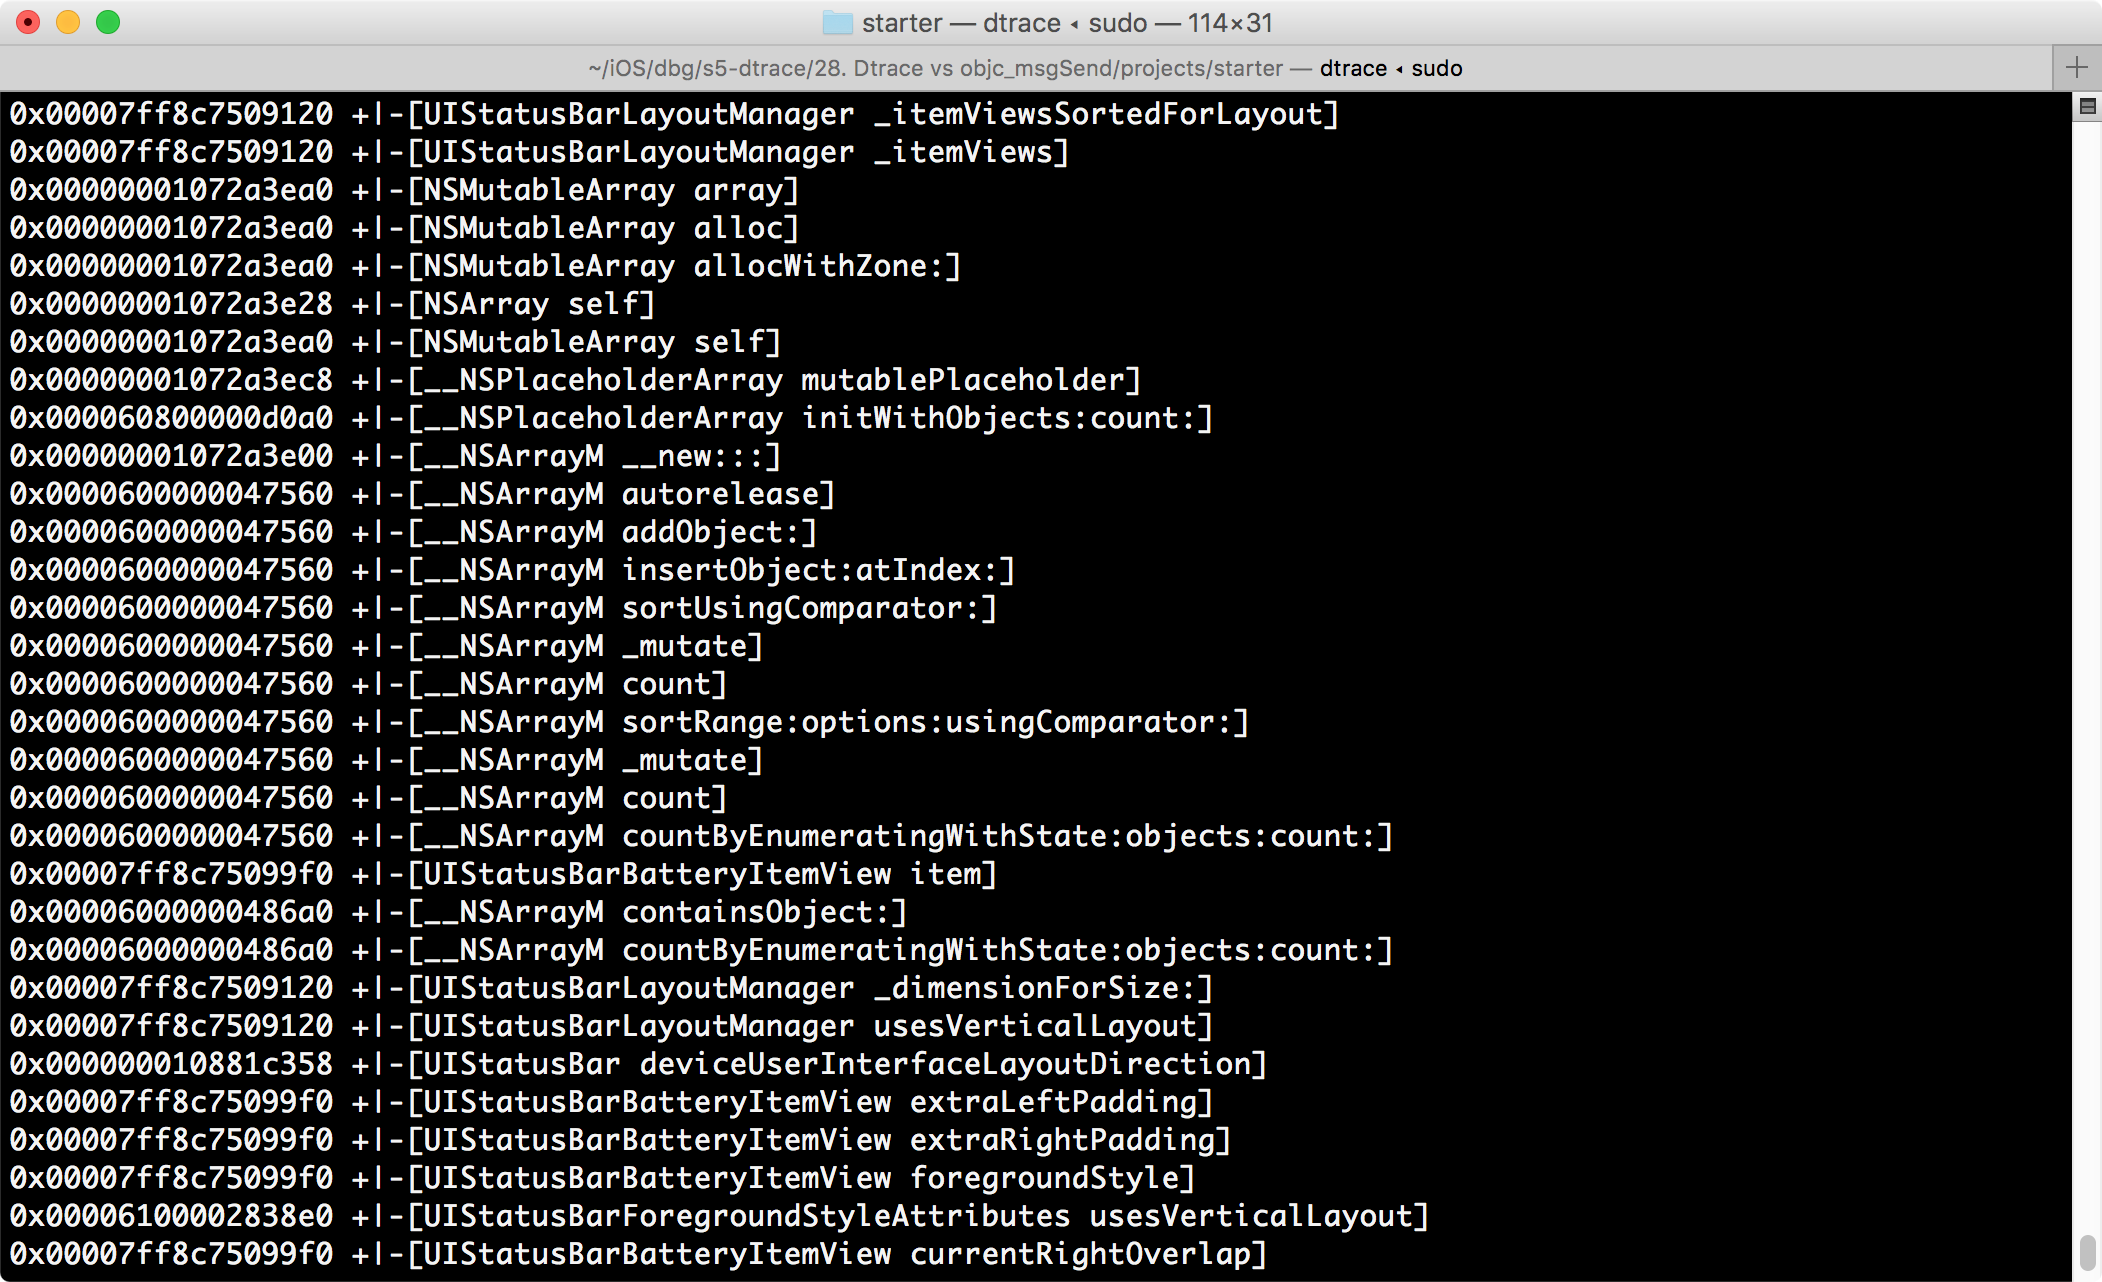 starter — dtrace ◂ sudo — 114×31
~/iOS/dbg/s5-dtrace/28. Dtrace vs objc_msgSend/projects/starter — dtrace ◂ sudo
0x00007ff8c7509120 +|-[UIStatusBarLayoutManager _itemViewsSortedForLayout]
0x00007ff8c7509120 +|-[UIStatusBarLayoutManager _itemViews]
0x00000001072a3ea0 +|-[NSMutableArray array]
0x00000001072a3ea0 +|-[NSMutableArray alloc]
0x00000001072a3ea0 +|-[NSMutableArray allocWithZone:]
0x00000001072a3e28 +|-[NSArray self]
0x00000001072a3ea0 +|-[NSMutableArray self]
0x00000001072a3ec8 +|-[__NSPlaceholderArray mutablePlaceholder]
0x000060800000d0a0 +|-[__NSPlaceholderArray initWithObjects:count:]
0x00000001072a3e00 +|-[__NSArrayM __new:::]
0x0000600000047560 +|-[__NSArrayM autorelease]
0x0000600000047560 +|-[__NSArrayM addObject:]
0x0000600000047560 +|-[__NSArrayM insertObject:atIndex:]
0x0000600000047560 +|-[__NSArrayM sortUsingComparator:]
0x0000600000047560 +|-[__NSArrayM _mutate]
0x0000600000047560 +|-[__NSArrayM count]
0x0000600000047560 +|-[__NSArrayM sortRange:options:usingComparator:]
0x0000600000047560 +|-[__NSArrayM _mutate]
0x0000600000047560 +|-[__NSArrayM count]
0x0000600000047560 +|-[__NSArrayM countByEnumeratingWithState:objects:count:]
0x00007ff8c75099f0 +|-[UIStatusBarBatteryItemView item]
0x00006000000486a0 +|-[__NSArrayM containsObject:]
0x00006000000486a0 +|-[__NSArrayM countByEnumeratingWithState:objects:count:]
0x00007ff8c7509120 +|-[UIStatusBarLayoutManager _dimensionForSize:]
0x00007ff8c7509120 +|-[UIStatusBarLayoutManager usesVerticalLayout]
0x000000010881c358 +|-[UIStatusBar deviceUserInterfaceLayoutDirection]
0x00007ff8c75099f0 +|-[UIStatusBarBatteryItemView extraLeftPadding]
0x00007ff8c75099f0 +|-[UIStatusBarBatteryItemView extraRightPadding]
0x00007ff8c75099f0 +|-[UIStatusBarBatteryItemView foregroundStyle]
0x00006100002838e0 +|-[UIStatusBarForegroundStyleAttributes usesVerticalLayout]
0x00007ff8c75099f0 +|-[UIStatusBarBatteryItemView currentRightOverlap]